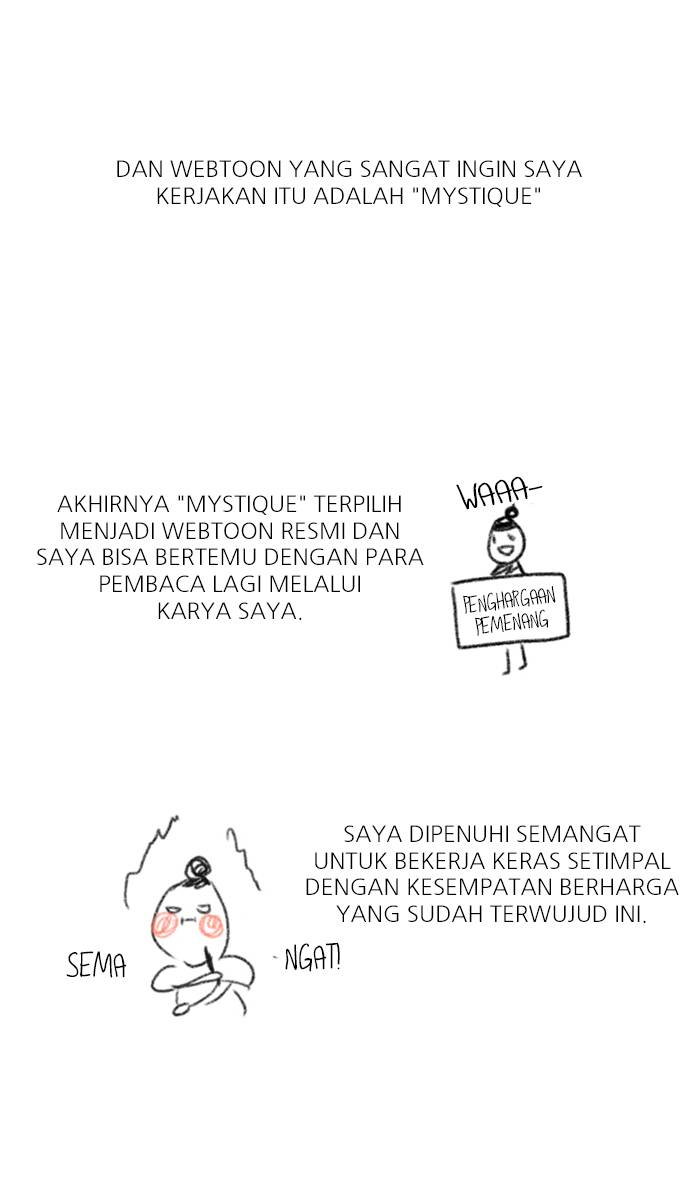 DAN WEBTOON YANG SANGAT INGIN SAYA
KERJAKAN ITU ADALAH "MYSTIQUE"
AKHIRNYA "MYSTIQUE" TERPILIH
MENJADI WEBTOON RESMI DAN
SAYA BISA BERTEMU DENGAN PARA
PEMBACA LAGI MELALUI
KARYA SAYA.
WAAA–
PENGHARGAAN
PEMENANG
SAYA DIPENUHI SEMANGAT
UNTUK BEKERJA KERAS SETIMPAL
DENGAN KESEMPATAN BERHARGA
YANG SUDAH TERWUJUD INI.
SEMA
-NGAT!